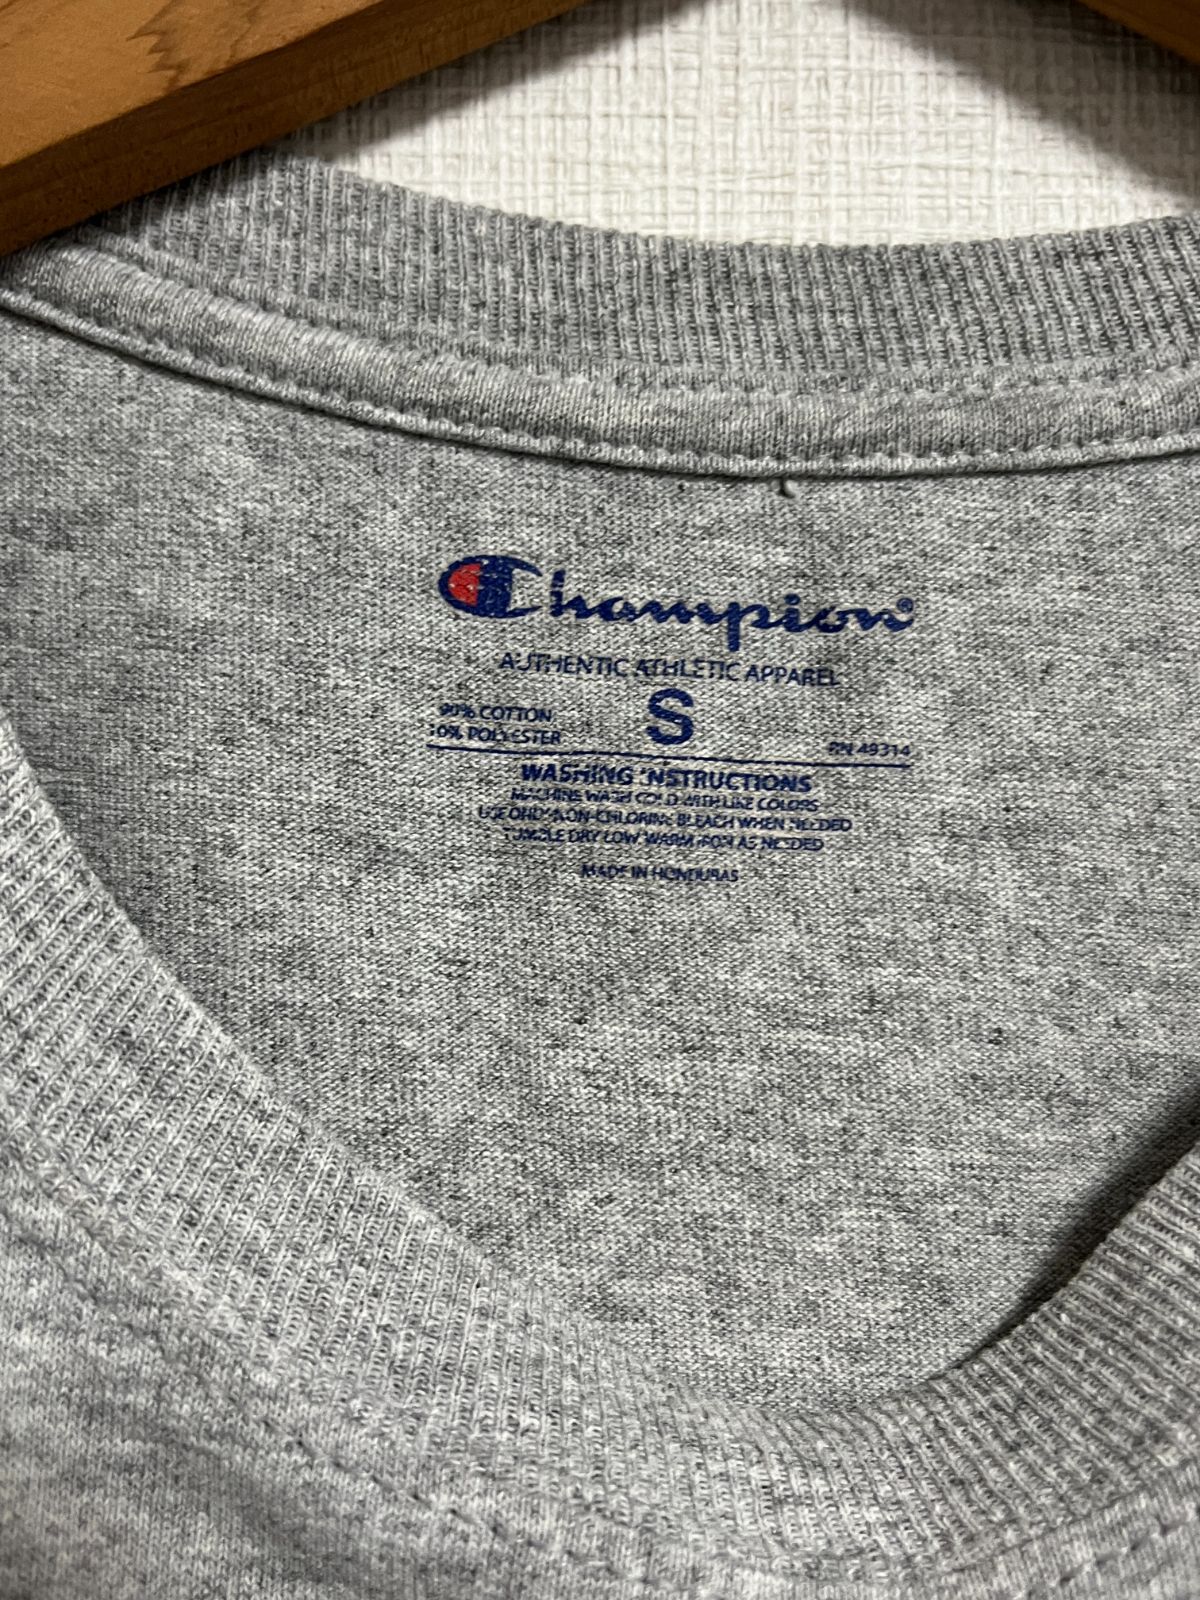 Champion®
AUTHENTIC ATHLETIC APPAREL
S
90% COTTON
10% POLYESTER
RN 49314
WASHING INSTRUCTIONS
MACHINE WASH COLD WITH LIKE COLORS
USE ONLY NON-CHLORINE BLEACH WHEN NEEDED
TUMBLE DRY LOW WARM IRON AS NEEDED
MADE IN HONDURAS